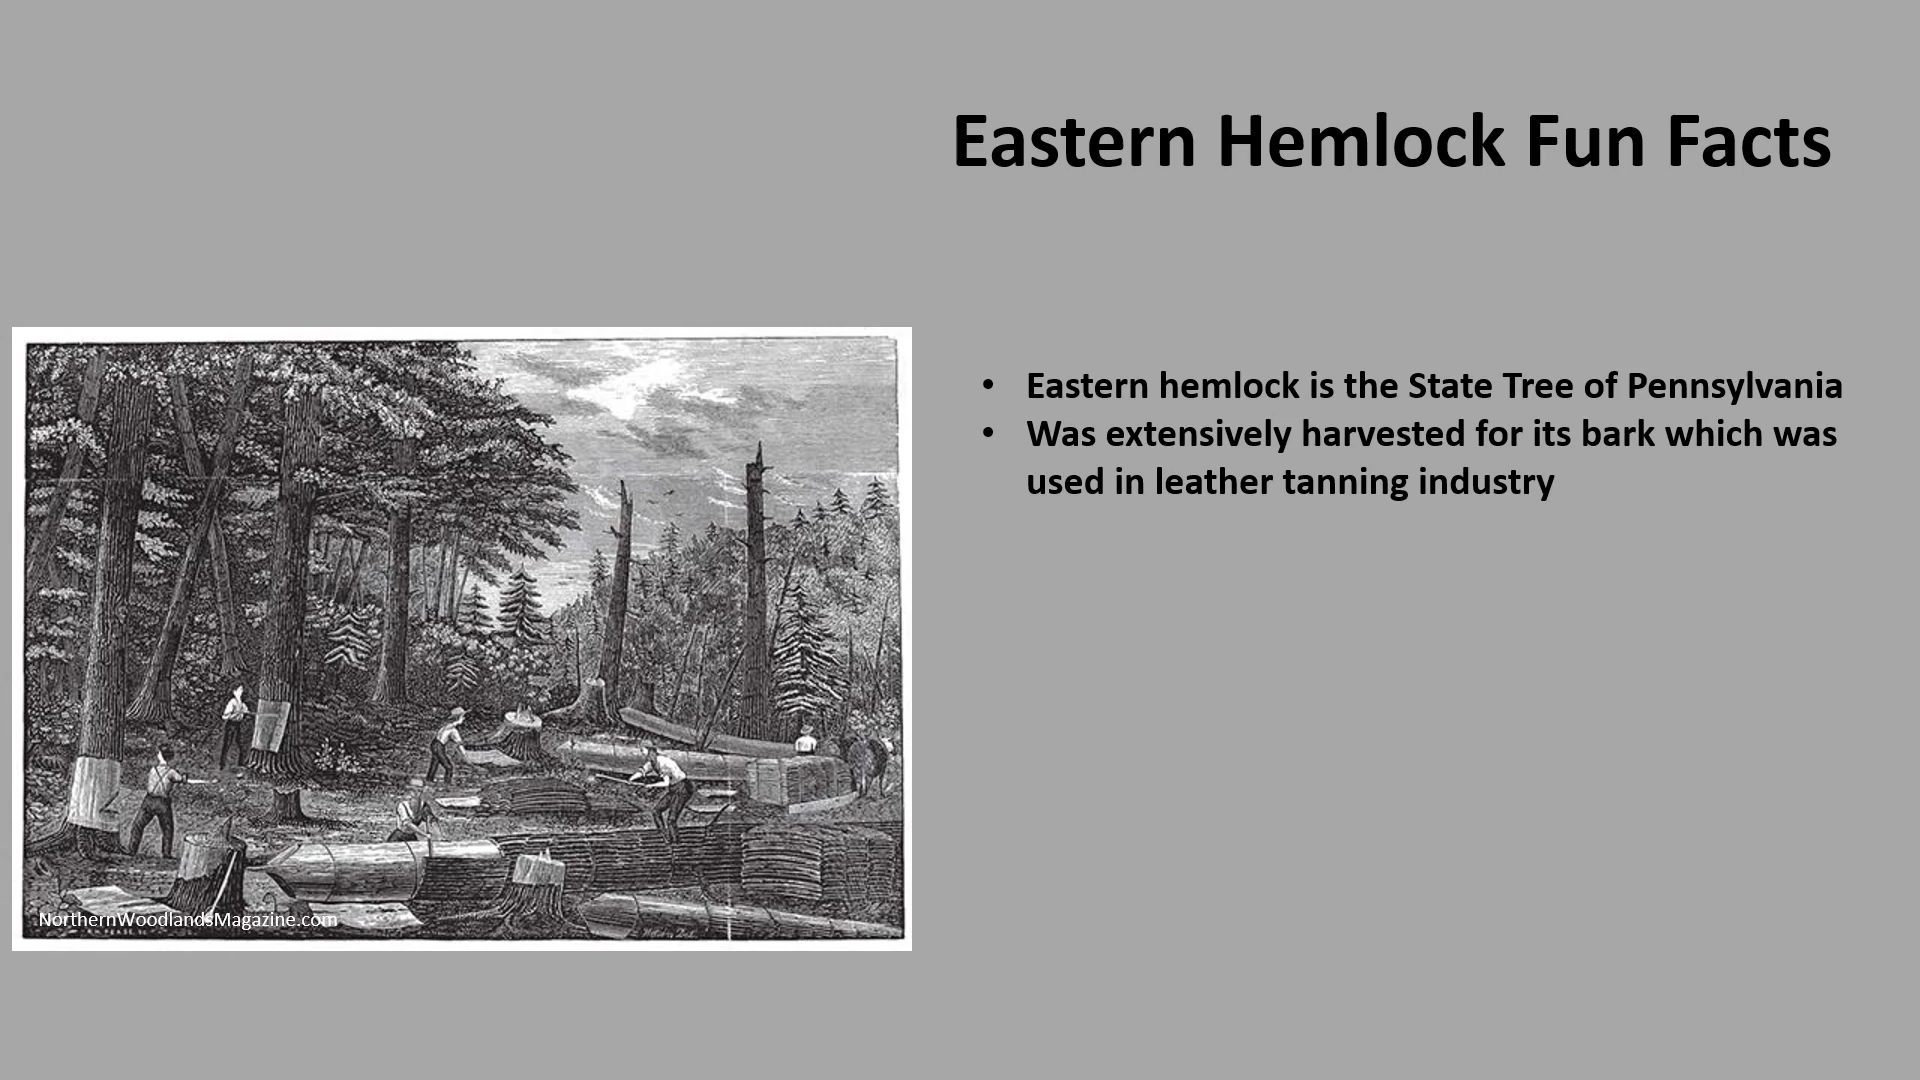 Eastern Hemlock Fun Facts
• Eastern hemlock is the State Tree of Pennsylvania
• Was extensively harvested for its bark which was
used in leather tanning industry
NorthernWoodlandsMagazine.com